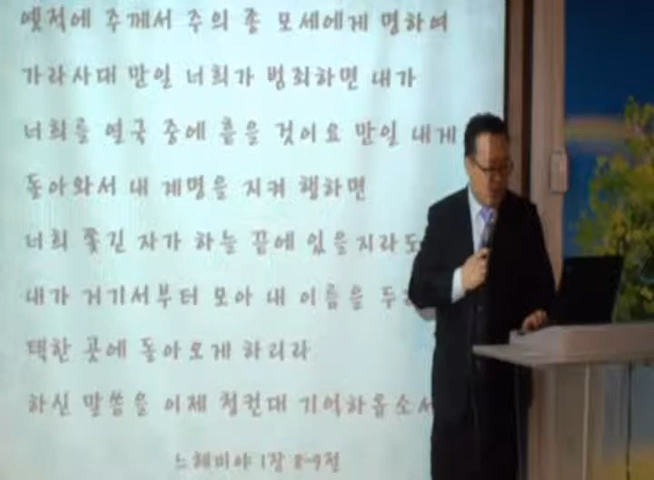 옛적에 주께서 주의 종 모세에게 명하여
가라사대 만일 너희가 범죄하면 내가
너희를 열국 중에 흩을 것이요 만일 내게
돌아와서 내 계명을 지켜 행하면
너희 쫓긴 자가 하늘 끝에 있을지라도
내가 거기서부터 모아 내 이름을 두
택한 곳에 돌아오게 하리라
하신 말씀을 이제 청컨대 기억하옵소서
느헤미야 1장 8-9절